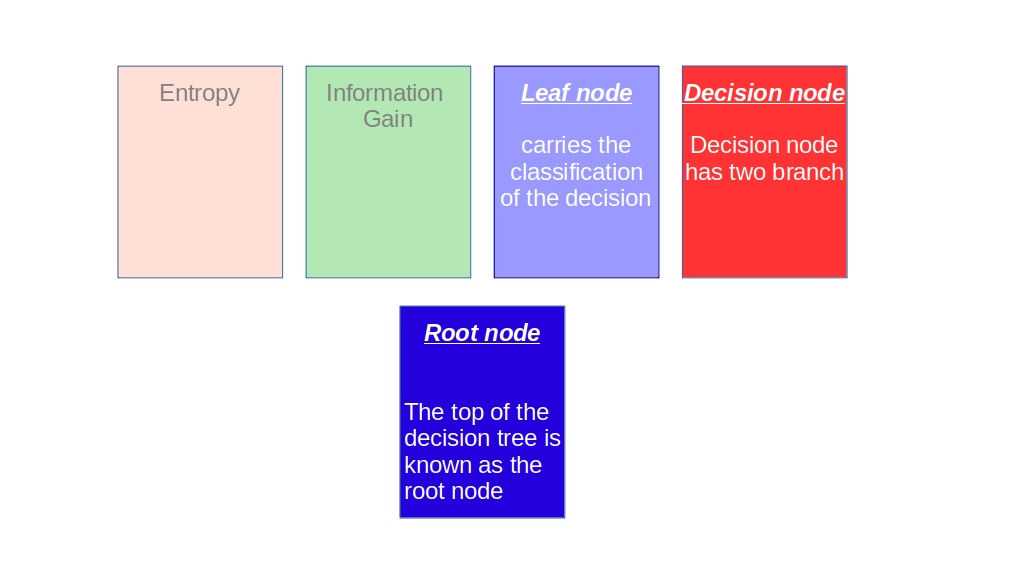 Entropy
Information
Gain
Leaf node
carries the
classification
of the decision
Decision node
Decision node
has two branch
Root node
The top of the
decision tree is
known as the
root node